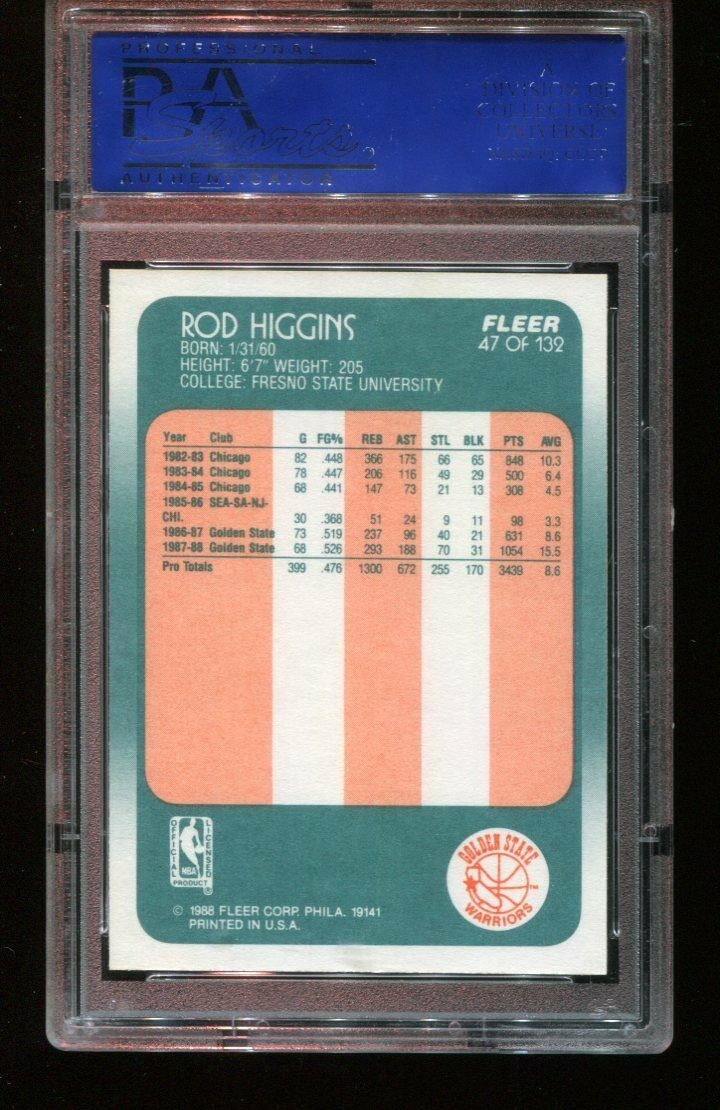 PROFESSIONAL
PSA
Sports
AUTHENTICATOR
A
DIVISION OF
COLLECTORS
UNIVERSE
NASDAQ: CLCT
ROD HIGGINS
FLEER
47 OF 132
BORN: 1/31/60
HEIGHT: 6'7" WEIGHT: 205
COLLEGE: FRESNO STATE UNIVERSITY
Year Club G FG% REB AST STL BLK PTS AVG
1982-83 Chicago 82 .448 366 175 66 65 848 10.3
1983-84 Chicago 78 .447 206 116 49 29 500 6.4
1984-85 Chicago 68 .441 147 73 21 13 308 4.5
1985-86 SEA-SA-NJ-
CHI. 30 .368 51 24 9 11 98 3.3
1986-87 Golden State 73 .519 237 96 40 21 631 8.6
1987-88 Golden State 68 .526 293 188 70 31 1054 15.5
Pro Totals 399 .476 1300 672 255 170 3439 8.6
OFFICIAL LICENSED
NBA
PRODUCT ®
GOLDEN STATE
WARRIORS
TM
© 1988 FLEER CORP. PHILA. 19141
PRINTED IN U.S.A.